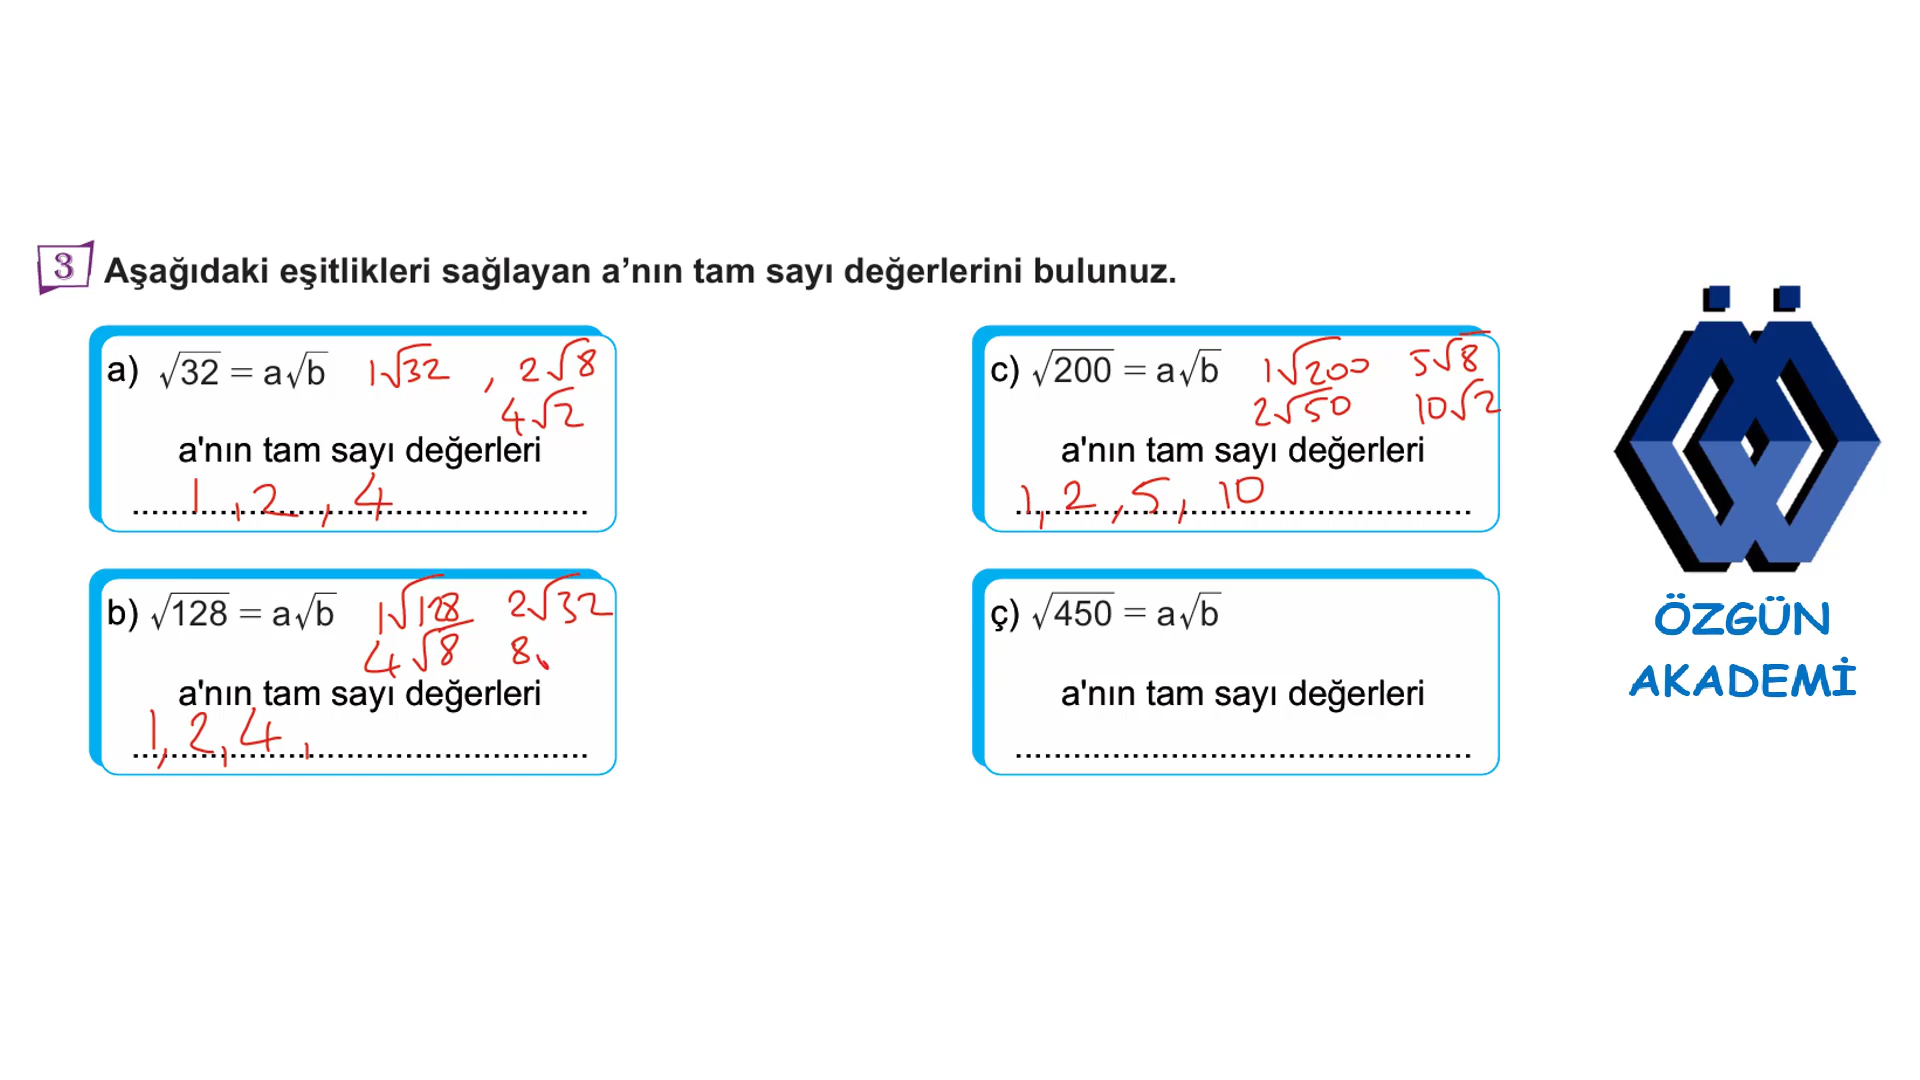 3 Aşağıdaki eşitlikleri sağlayan a’nın tam sayı değerlerini bulunuz.
a) √32 = a√b 1√32 , 2√8
4√2
a'nın tam sayı değerleri
1 , 2 , 4
b) √128 = a√b 1√128 2√32
4√8 8
a'nın tam sayı değerleri
1, 2, 4 ,
c) √200 = a√b 1√200 5√8
2√50 10√2
a'nın tam sayı değerleri
1, 2 , 5, 10
ç) √450 = a√b
a'nın tam sayı değerleri
ÖZGÜN
AKADEMİ